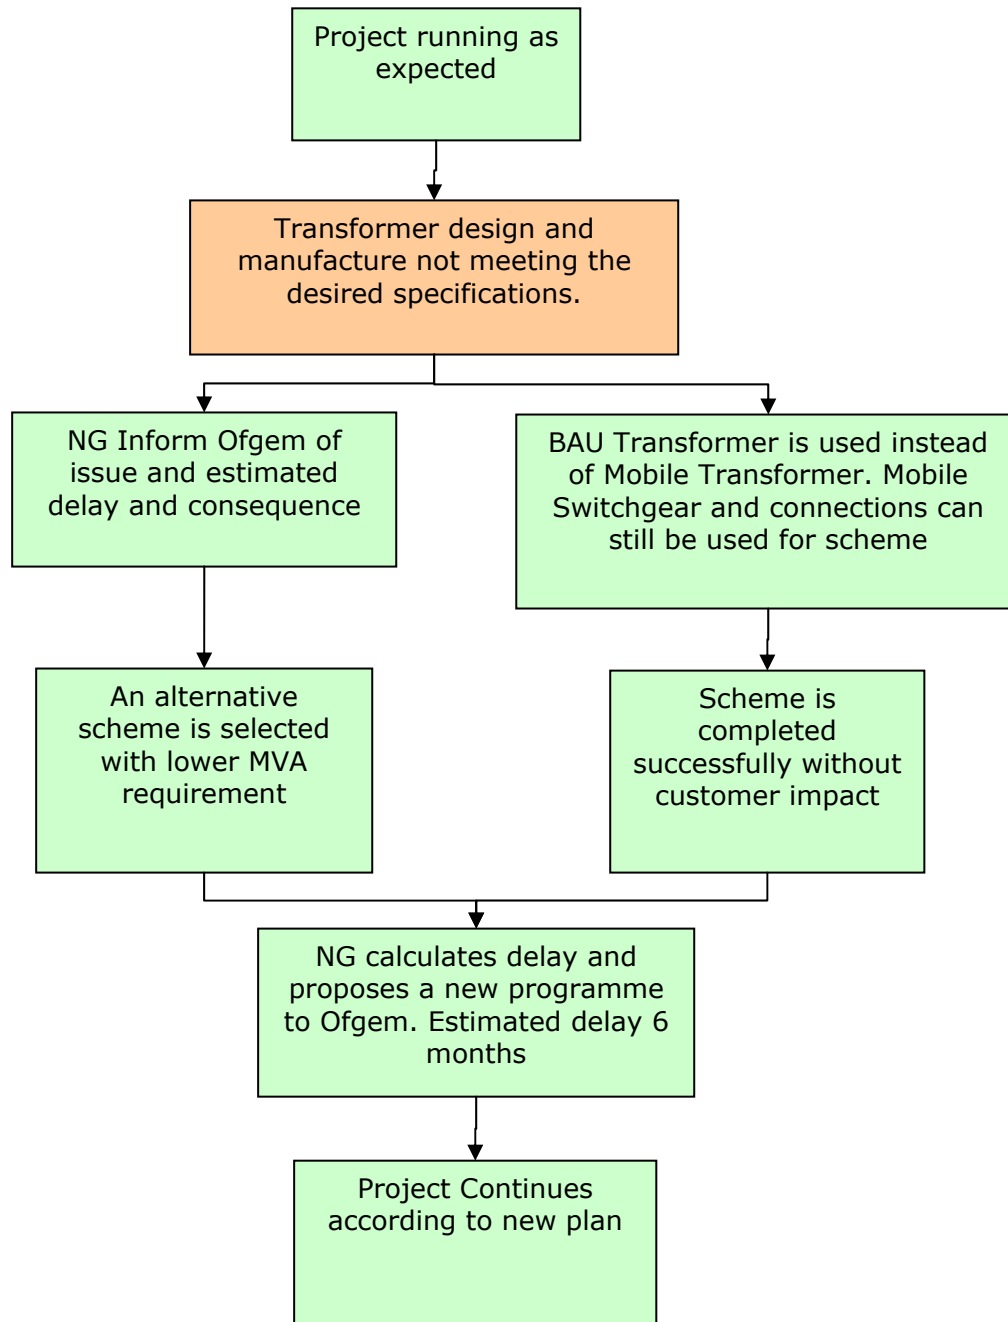 Project running as
expected
Transformer design and
manufacture not meeting the
desired specifications.
NG Inform Ofgem of
issue and estimated
delay and consequence
BAU Transformer is used instead
of Mobile Transformer. Mobile
Switchgear and connections can
still be used for scheme
An alternative
scheme is selected
with lower MVA
requirement
Scheme is
completed
successfully without
customer impact
NG calculates delay and
proposes a new programme
to Ofgem. Estimated delay 6
months
Project Continues
according to new plan